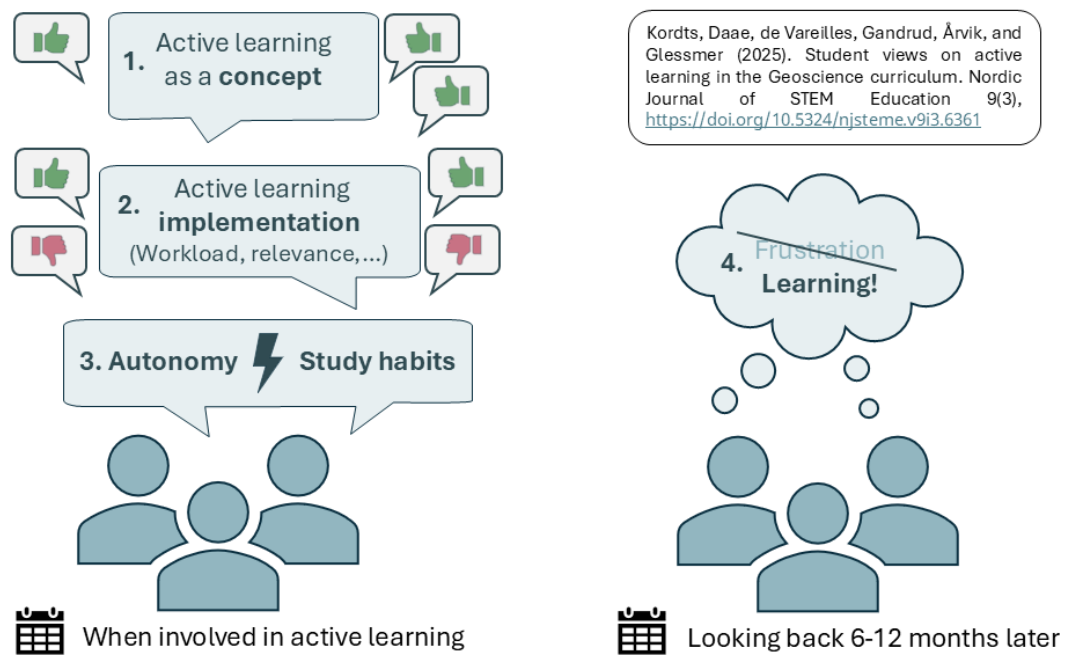 1. Active learning
as a concept
2. Active learning
implementation
(Workload, relevance,...)
3. Autonomy Study habits
When involved in active learning
Kordts, Daae, de Vareilles, Gandrud, Årvik, and
Glessmer (2025). Student views on active
learning in the Geoscience curriculum. Nordic
Journal of STEM Education 9(3),
https://doi.org/10.5324/njsteme.v9i3.6361
4. Frustration
Learning!
Looking back 6-12 months later